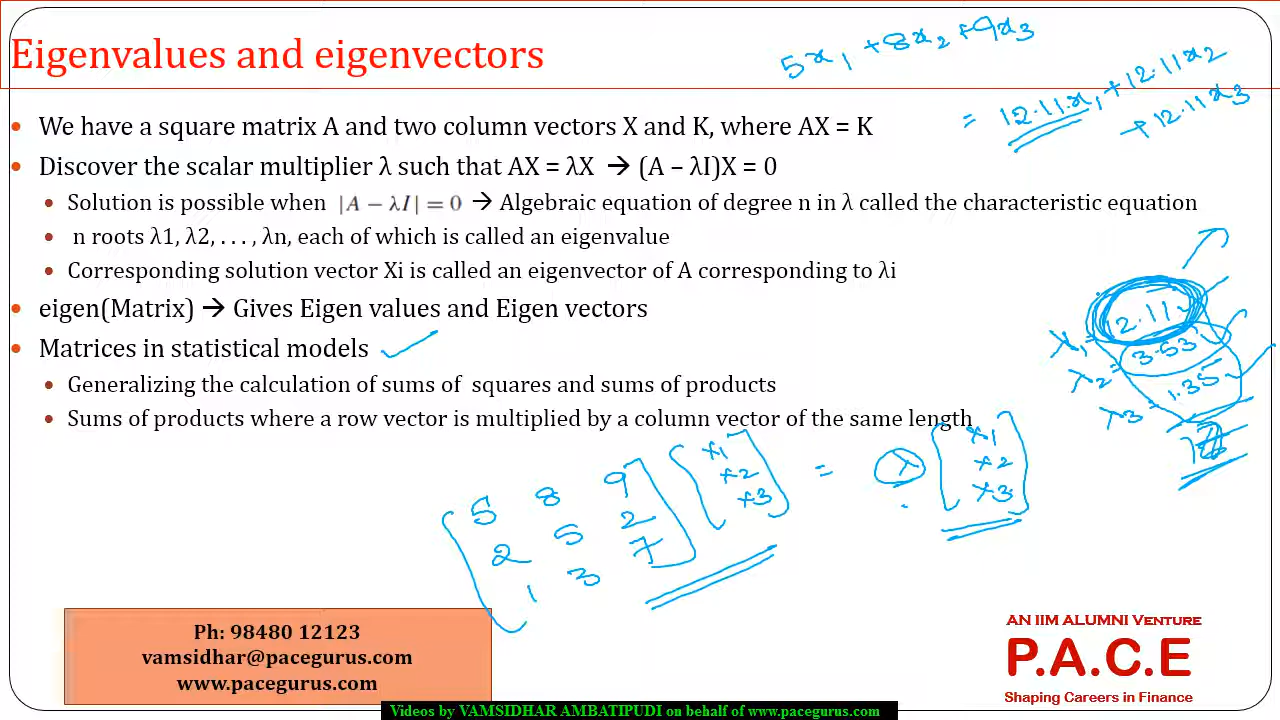 5x1 + 8x2 + 9x3
Eigenvalues and eigenvectors
= 12.11x1 + 12.11x2
+ 12.11x3
• We have a square matrix A and two column vectors X and K, where AX = K
• Discover the scalar multiplier λ such that AX = λX → (A – λI)X = 0
• Solution is possible when |A – λI| = 0 → Algebraic equation of degree n in λ called the characteristic equation
• n roots λ1, λ2, . . . , λn, each of which is called an eigenvalue
• Corresponding solution vector Xi is called an eigenvector of A corresponding to λi
• eigen(Matrix) → Gives Eigen values and Eigen vectors
λ1 = 12.11
• Matrices in statistical models
λ2 = 3.53
• Generalizing the calculation of sums of squares and sums of products
λ3 = 1.35
• Sums of products where a row vector is multiplied by a column vector of the same length
5 8 9 x1 = λ x1
2 5 2 x2 x2
1 3 7 x3 x3
Ph: 98480 12123
vamsidhar@pacegurus.com
www.pacegurus.com
AN IIM ALUMNI VENTURE
P.A.C.E
Shaping Careers in Finance
Videos by VAMSIDHAR AMBATIPUDI on behalf of www.pacegurus.com